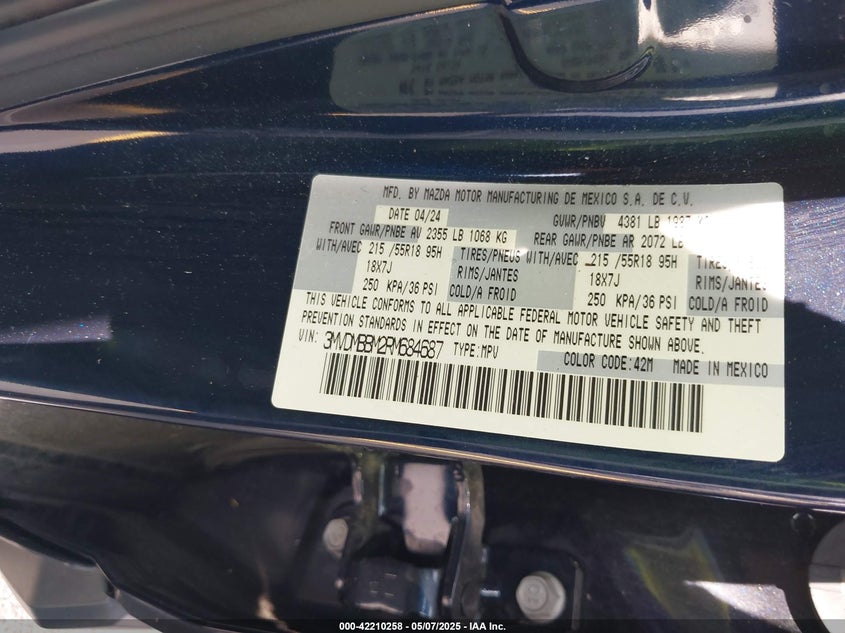 MFD. BY MAZDA MOTOR MANUFACTURING DE MEXICO S.A. DE C.V.
DATE 04/24 GVWR/PNBV 4381 LB 1987 KG
FRONT GAWR/PNBE AV 2355 LB 1068 KG REAR GAWR/PNBE AR 2072 LB
WITH/AVEC 215 /55R18 95H TIRES/PNEUS WITH/AVEC 215 /55R18 95H TIRES/
18X7J RIMS/JANTES 18X7J RIMS/JANTES
250 KPA/36 PSI COLD/A FROID 250 KPA/36 PSI COLD/A FROID
THIS VEHICLE CONFORMS TO ALL APPLICABLE FEDERAL MOTOR VEHICLE SAFETY AND THEFT
PREVENTION STANDARDS IN EFFECT ON THE DATE OF MANUFACTURE SHOWN ABOVE.
VIN: 3MVDMBBM2RM684687 TYPE:MPV
COLOR CODE:42M MADE IN MEXICO
000-42210258 - 05/07/2025 - IAA Inc.